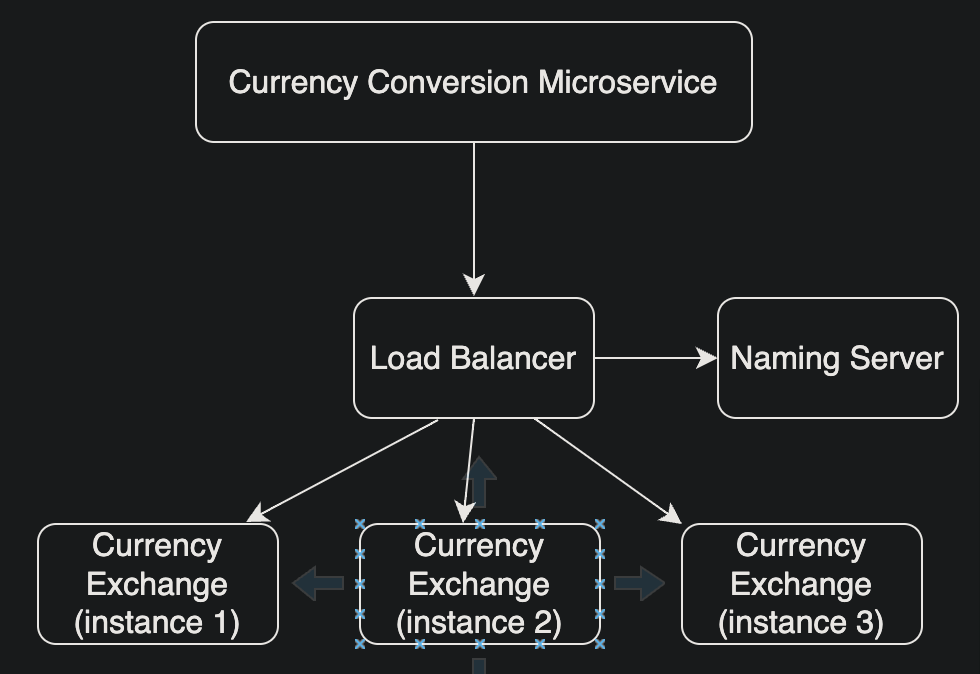 Currency Conversion Microservice
Load Balancer
Naming Server
Currency
Exchange
(instance 1)
Currency
Exchange
(instance 2)
Currency
Exchange
(instance 3)